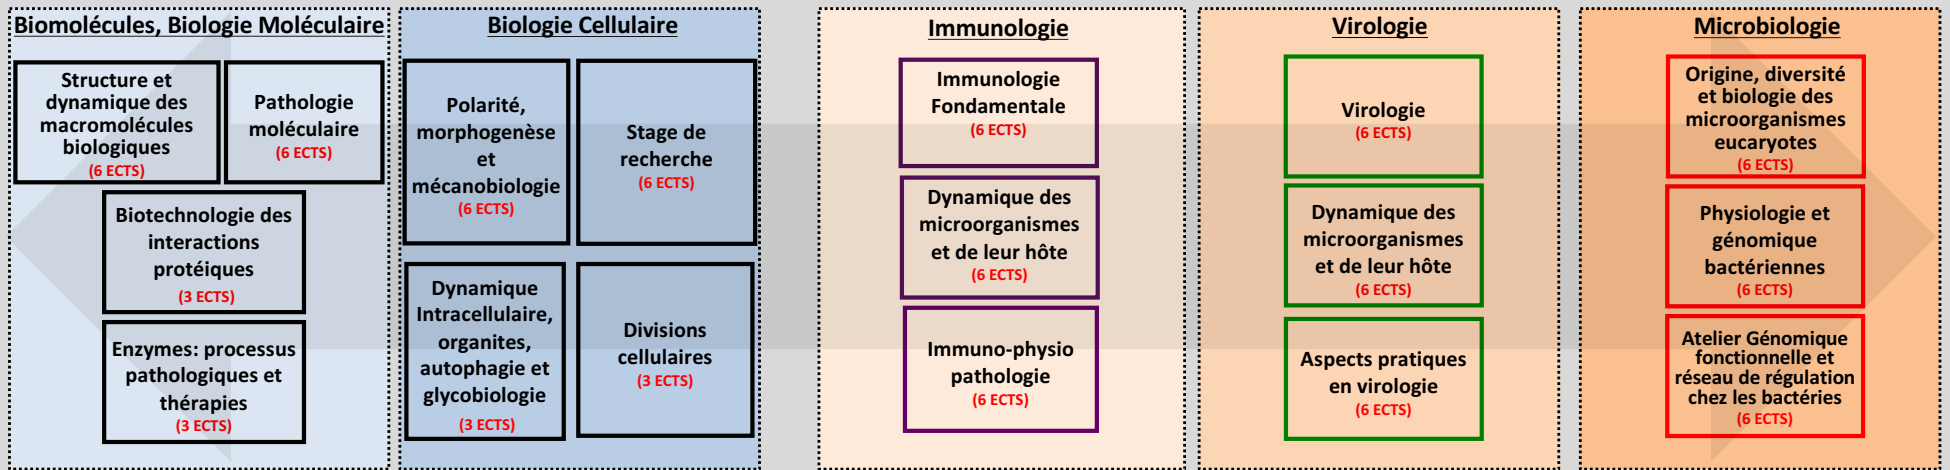 Biomolécules, Biologie Moléculaire
Structure et
dynamique des
macromolécules
biologiques
(6 ECTS)
Pathologie
moléculaire
(6 ECTS)
Biotechnologie des
interactions
protéiques
(3 ECTS)
Enzymes: processus
pathologiques et
thérapies
(3 ECTS)
Biologie Cellulaire
Polarité,
morphogenèse
et
mécanobiologie
(6 ECTS)
Stage de
recherche
(6 ECTS)
Dynamique
Intracellulaire,
organites,
autophagie et
glycobiologie
(3 ECTS)
Divisions
cellulaires
(3 ECTS)
Immunologie
Immunologie
Fondamentale
(6 ECTS)
Dynamique des
microorganismes
et de leur hôte
(6 ECTS)
Immuno-physio
pathologie
(6 ECTS)
Virologie
Virologie
(6 ECTS)
Dynamique des
microorganismes
et de leur hôte
(6 ECTS)
Aspects pratiques
en virologie
(6 ECTS)
Microbiologie
Origine, diversité
et biologie des
microorganismes
eucaryotes
(6 ECTS)
Physiologie et
génomique
bactériennes
(6 ECTS)
Atelier Génomique
fonctionnelle et
réseau de régulation
chez les bactéries
(6 ECTS)